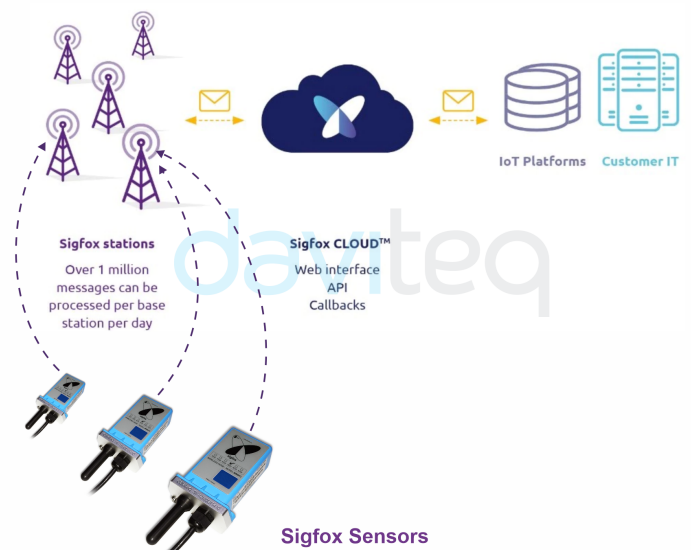 IoT Platforms
Customer IT
Sigfox stations
Over 1 million
messages can be
processed per base
station per day
Sigfox CLOUD™
Web interface
API
Callbacks
daviteq
Sigfox Sensors